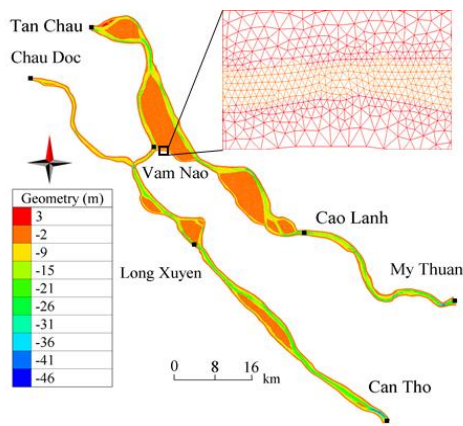 Tan Chau
Chau Doc
Vam Nao
Geometry (m)
3
-2
-9
-15
-21
-26
-31
-36
-41
-46
Cao Lanh
Long Xuyen
My Thuan
0 8 16
km
Can Tho